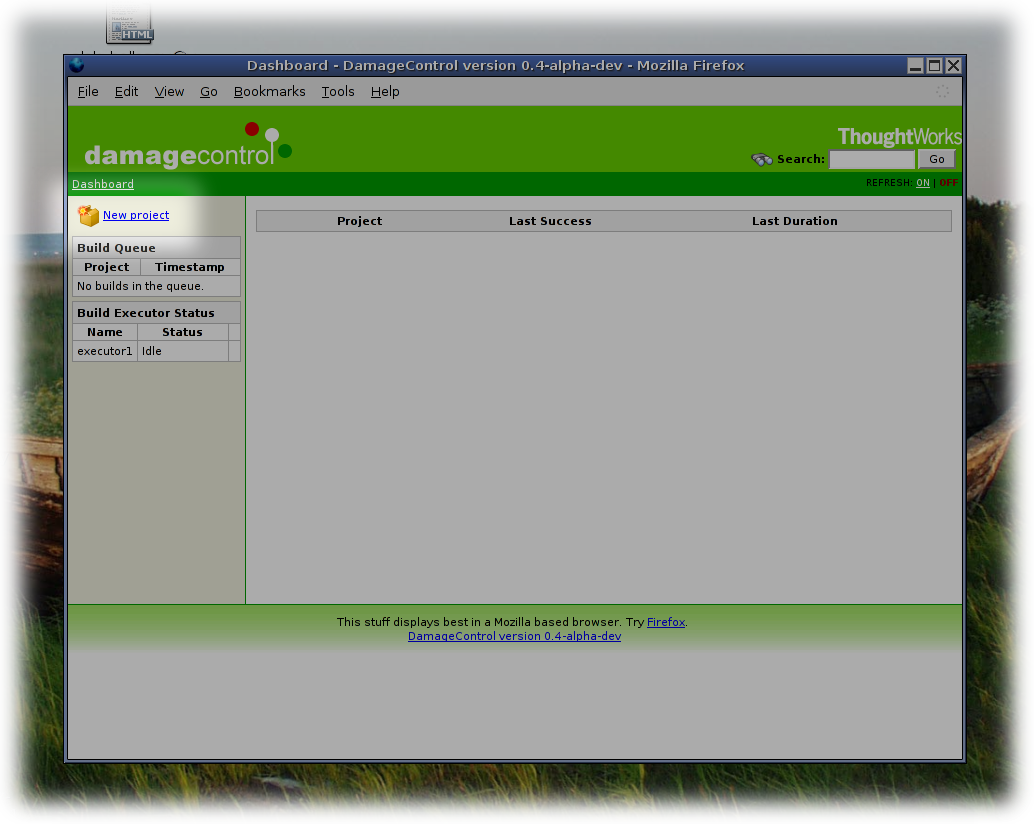 HTML
Dashboard - DamageControl version 0.4-alpha-dev - Mozilla Firefox
File Edit View Go Bookmarks Tools Help
damagecontrol
ThoughtWorks
Search: Go
Dashboard
REFRESH: ON | OFF
New project
Project Last Success Last Duration
Build Queue
Project Timestamp
No builds in the queue.
Build Executor Status
Name Status
executor1 Idle
This stuff displays best in a Mozilla based browser. Try Firefox.
DamageControl version 0.4-alpha-dev